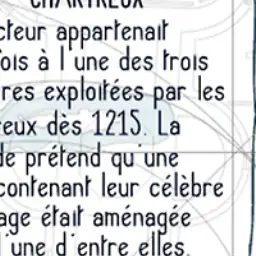 CHARTREUX
cteur appartenait
fois à l'une des trois
res exploitées par les
reux dès 1215. La
de prétend qu'une
contenant leur célèbre
age était aménagée
l'une d'entre elles.